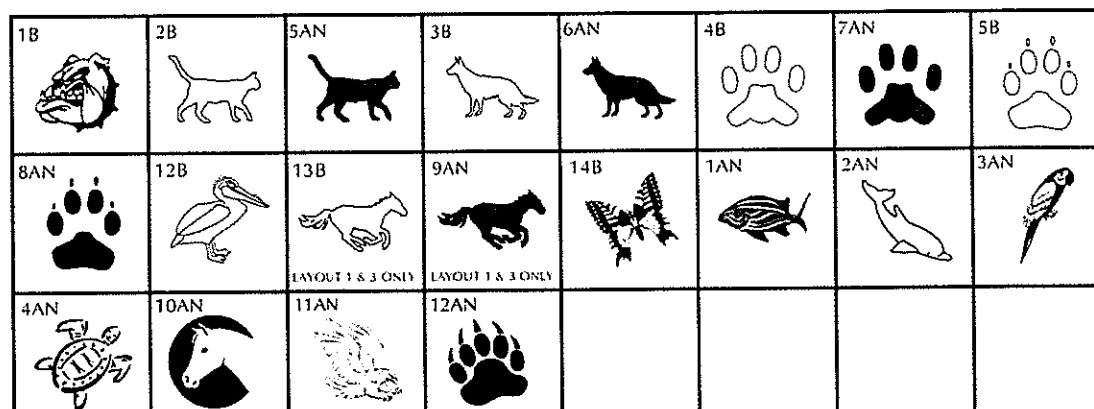 1B
2B
5AN
3B
6AN
4B
7AN
5B
8AN
12B
13B
LAYOUT 1 & 3 ONLY
9AN
LAYOUT 1 & 3 ONLY
14B
1AN
2AN
3AN
4AN
10AN
11AN
12AN